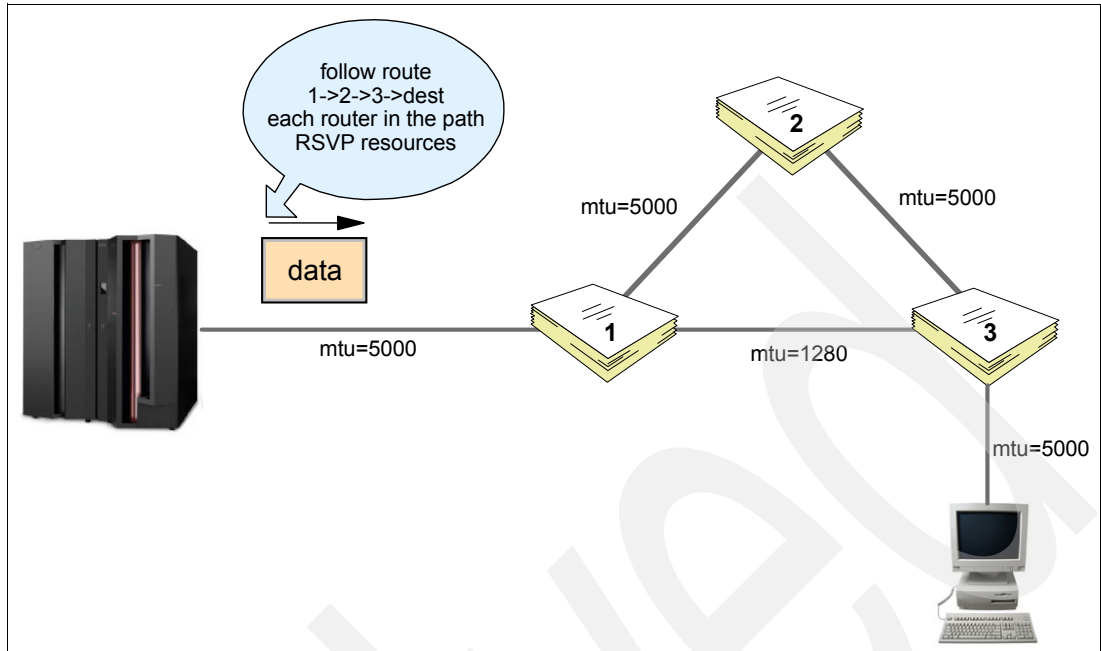 follow route
1->2->3->dest
each router in the path
RSVP resources
2
mtu=5000
mtu=5000
data
1
3
mtu=5000
mtu=1280
mtu=5000